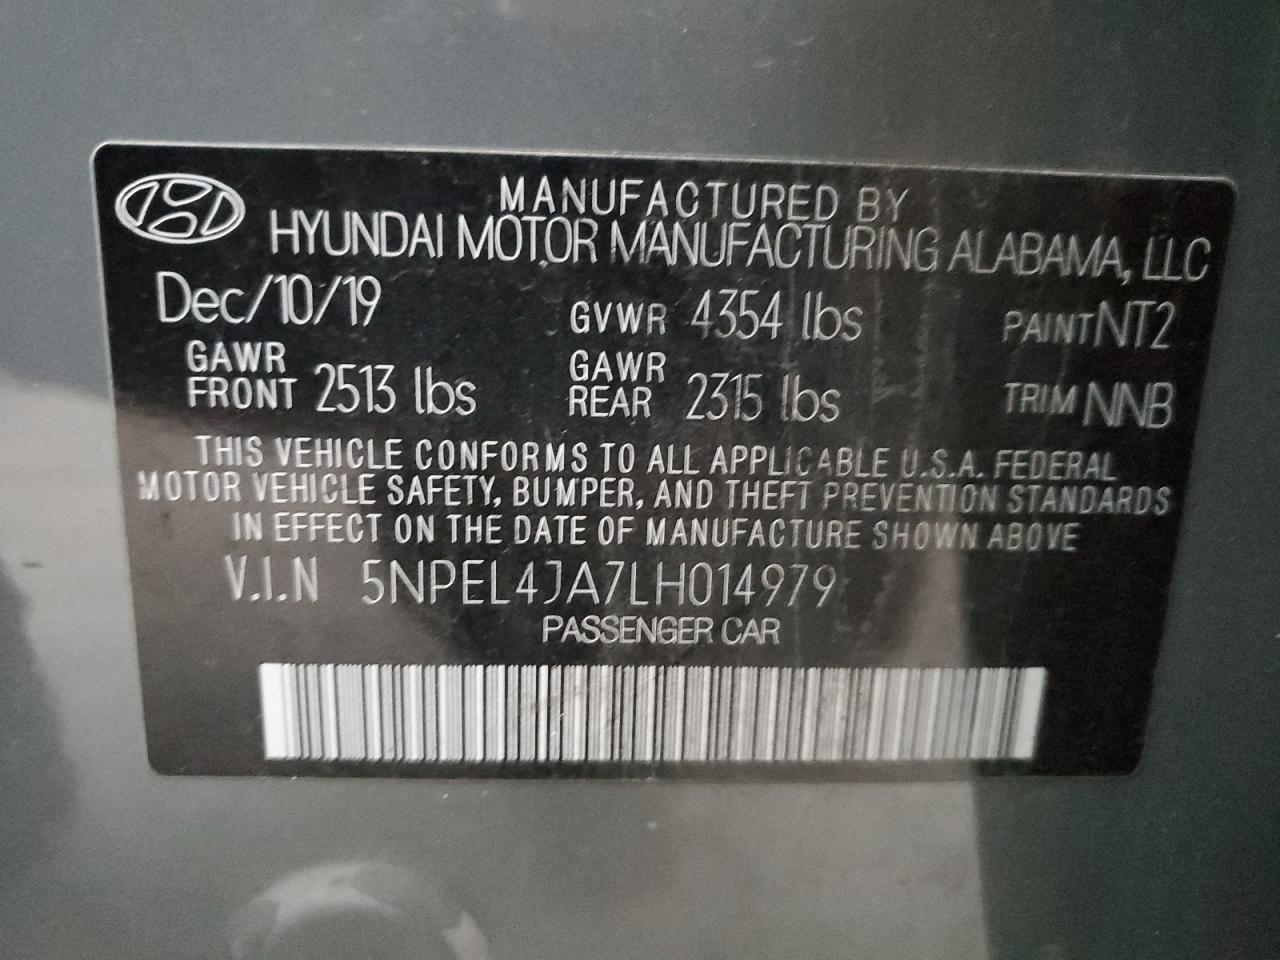 MANUFACTURED BY
HYUNDAI MOTOR MANUFACTURING ALABAMA, LLC
Dec/10/19 GVWR 4354 lbs PAINT NT2
GAWR FRONT 2513 lbs GAWR REAR 2315 lbs TRIM NNB
THIS VEHICLE CONFORMS TO ALL APPLICABLE U.S.A. FEDERAL
MOTOR VEHICLE SAFETY, BUMPER, AND THEFT PREVENTION STANDARDS
IN EFFECT ON THE DATE OF MANUFACTURE SHOWN ABOVE
V.I.N 5NPEL4JA7LH014979
PASSENGER CAR